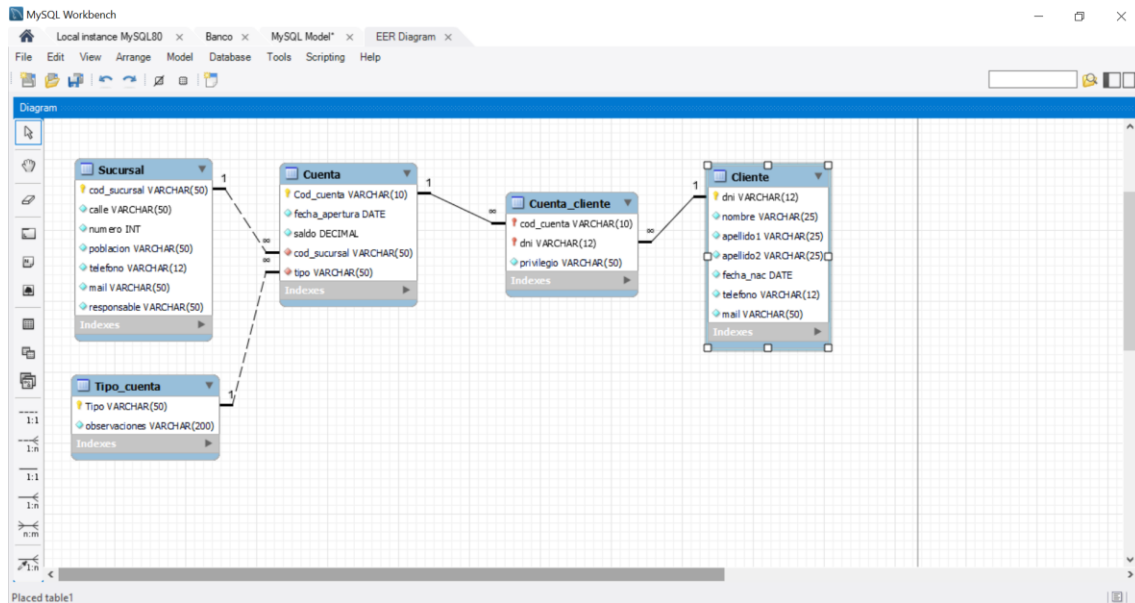 MySQL Workbench
Local instance MySQL80 × Banco × MySQL Model* × EER Diagram ×
File Edit View Arrange Model Database Tools Scripting Help
Diagram
Sucursal
cod_sucursal VARCHAR(50)
calle VARCHAR(50)
numero INT
poblacion VARCHAR(50)
telefono VARCHAR(12)
mail VARCHAR(50)
responsable VARCHAR(50)
Indexes
1
∞
Cuenta
Cod_cuenta VARCHAR(10)
fecha_apertura DATE
saldo DECIMAL
cod_sucursal VARCHAR(50)
tipo VARCHAR(50)
Indexes
1
∞
Cuenta_cliente
cod_cuenta VARCHAR(10)
dni VARCHAR(12)
privilegio VARCHAR(50)
Indexes
∞
1
Cliente
dni VARCHAR(12)
nombre VARCHAR(25)
apellido1 VARCHAR(25)
apellido2 VARCHAR(25)
fecha_nac DATE
telefono VARCHAR(12)
mail VARCHAR(50)
Indexes
Tipo_cuenta
Tipo VARCHAR(50)
observaciones VARCHAR(200)
Indexes
1
∞
1:1
1:n
1:1
1:n
n:m
1:n
Placed table1